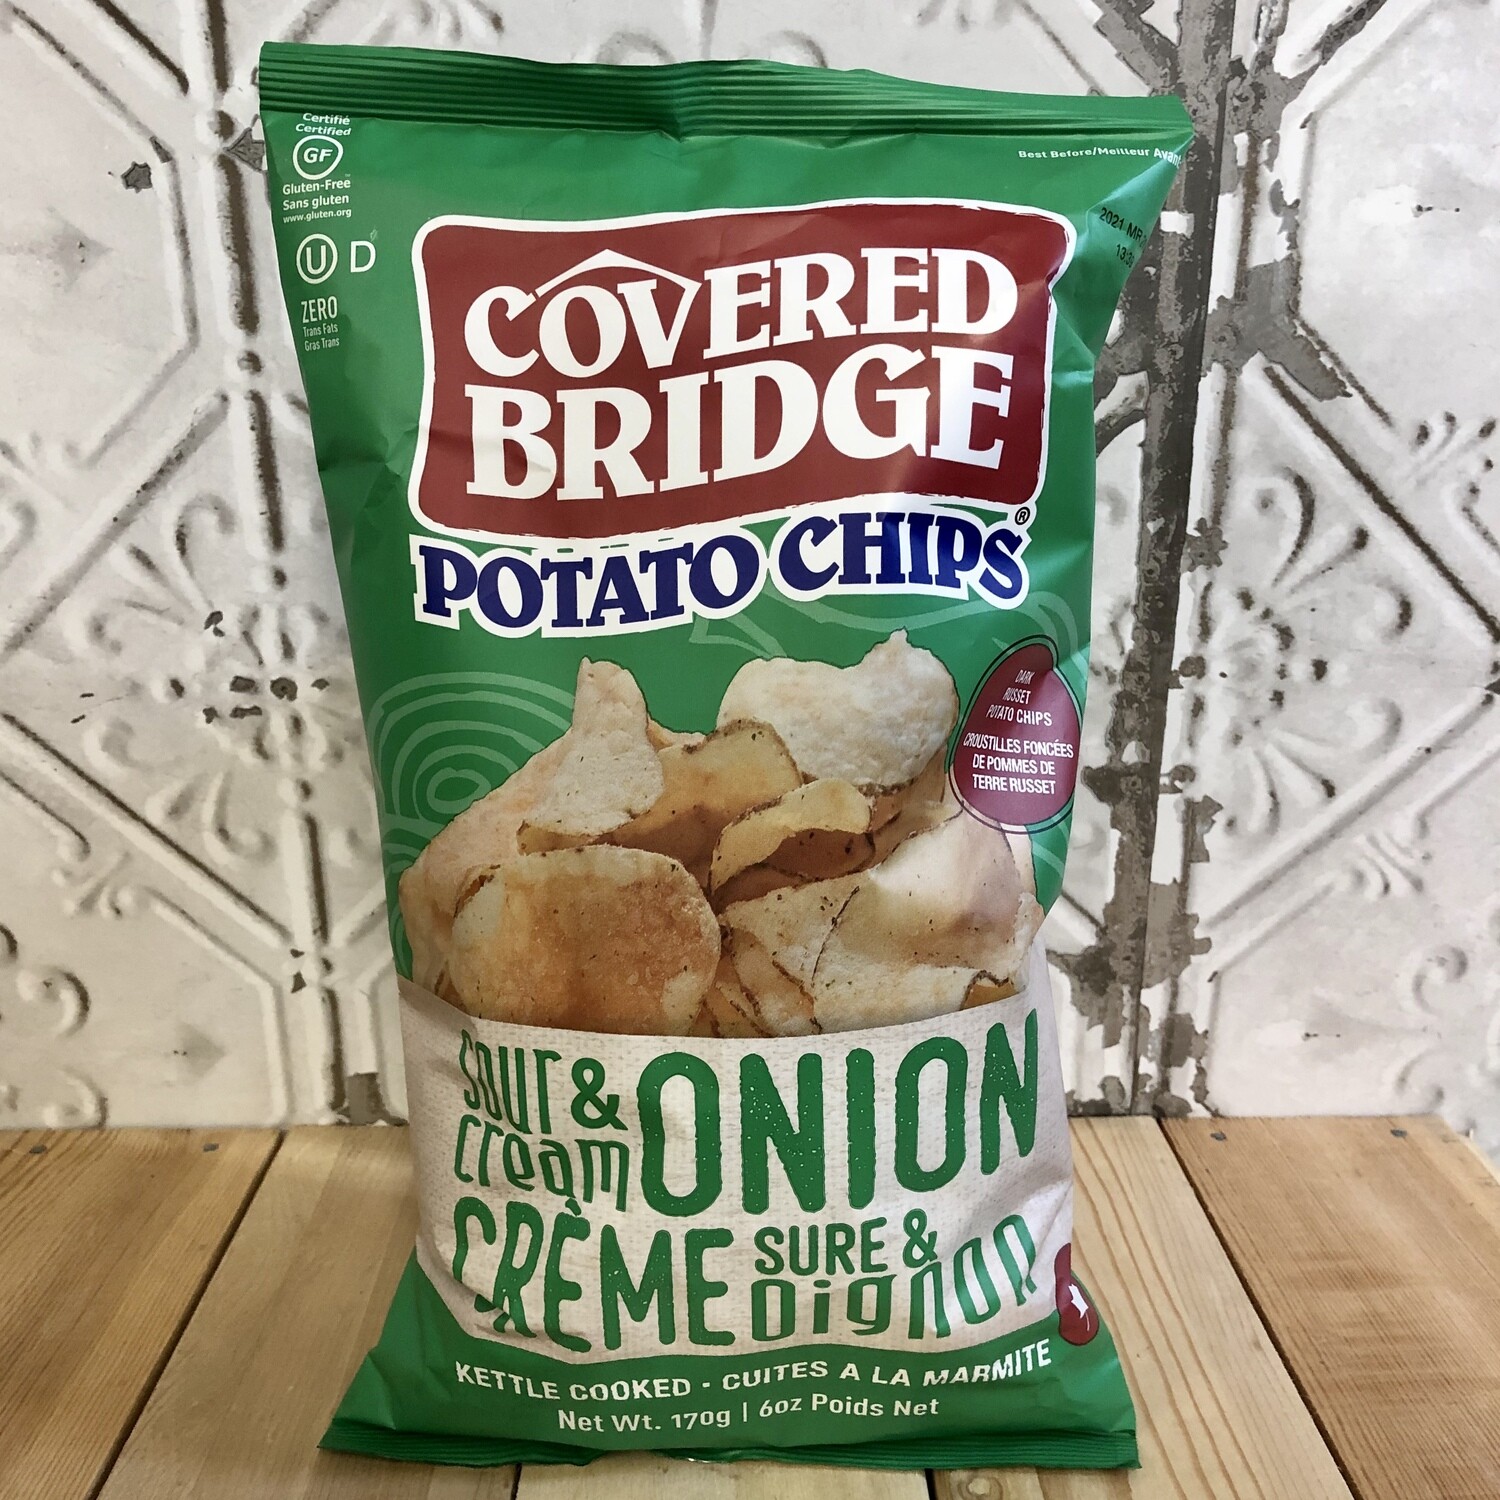 Certifié
Certified
GF
Gluten-Free
Sans gluten
www.gluten.org
U D
ZERO
Trans Fats
Gras Trans
Best Before/Meilleur Avant
2021 MR
COVERED
BRIDGE
POTATO CHIPS®
DARK
RUSSET
POTATO CHIPS
CROUSTILLES FONCÉES
DE POMMES DE
TERRE RUSSET
sour &
cream ONION
CRÈME SURE &
oignon
KETTLE COOKED - CUITES A LA MARMITE
Net Wt. 170g | 6oz Poids Net